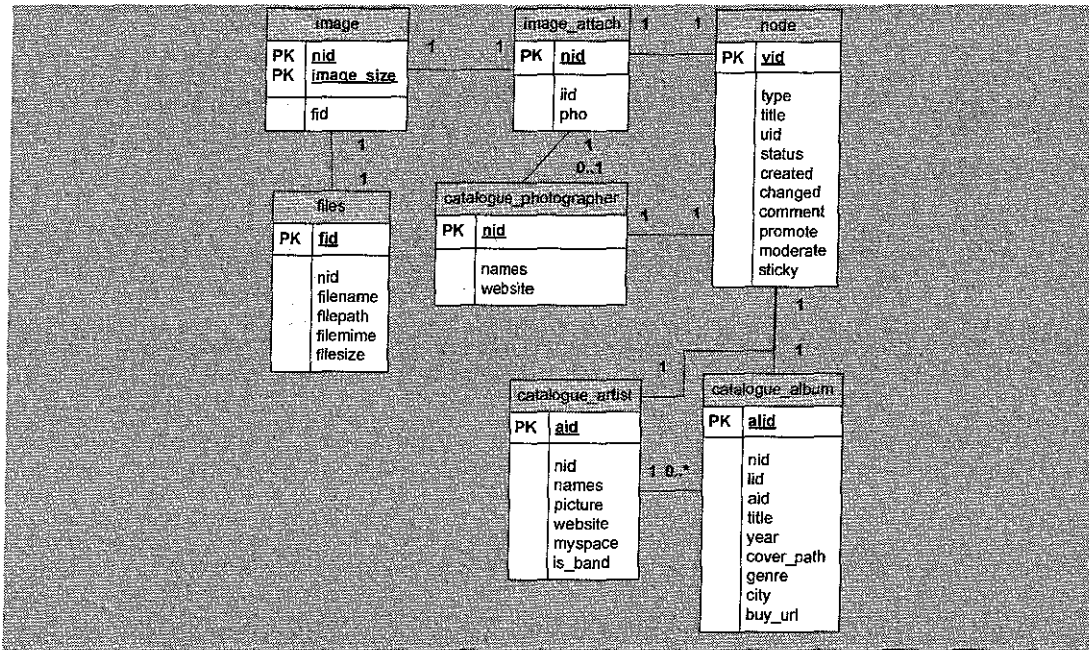 image
PK nid
PK image_size
fid
1
1
image_attach
PK nid
iid
pho
1
1
node
PK vid
type
title
uid
status
created
changed
comment
promote
moderate
sticky
1
1
files
PK fid
nid
filename
filepath
filemime
filesize
1
0..1
catalogue_photographer
PK nid
names
website
1
1
1
1
1
catalogue_artist
PK aid
nid
names
picture
website
myspace
is_band
1 0..*
catalogue_album
PK alid
nid
lid
aid
title
year
cover_path
genre
city
buy_url